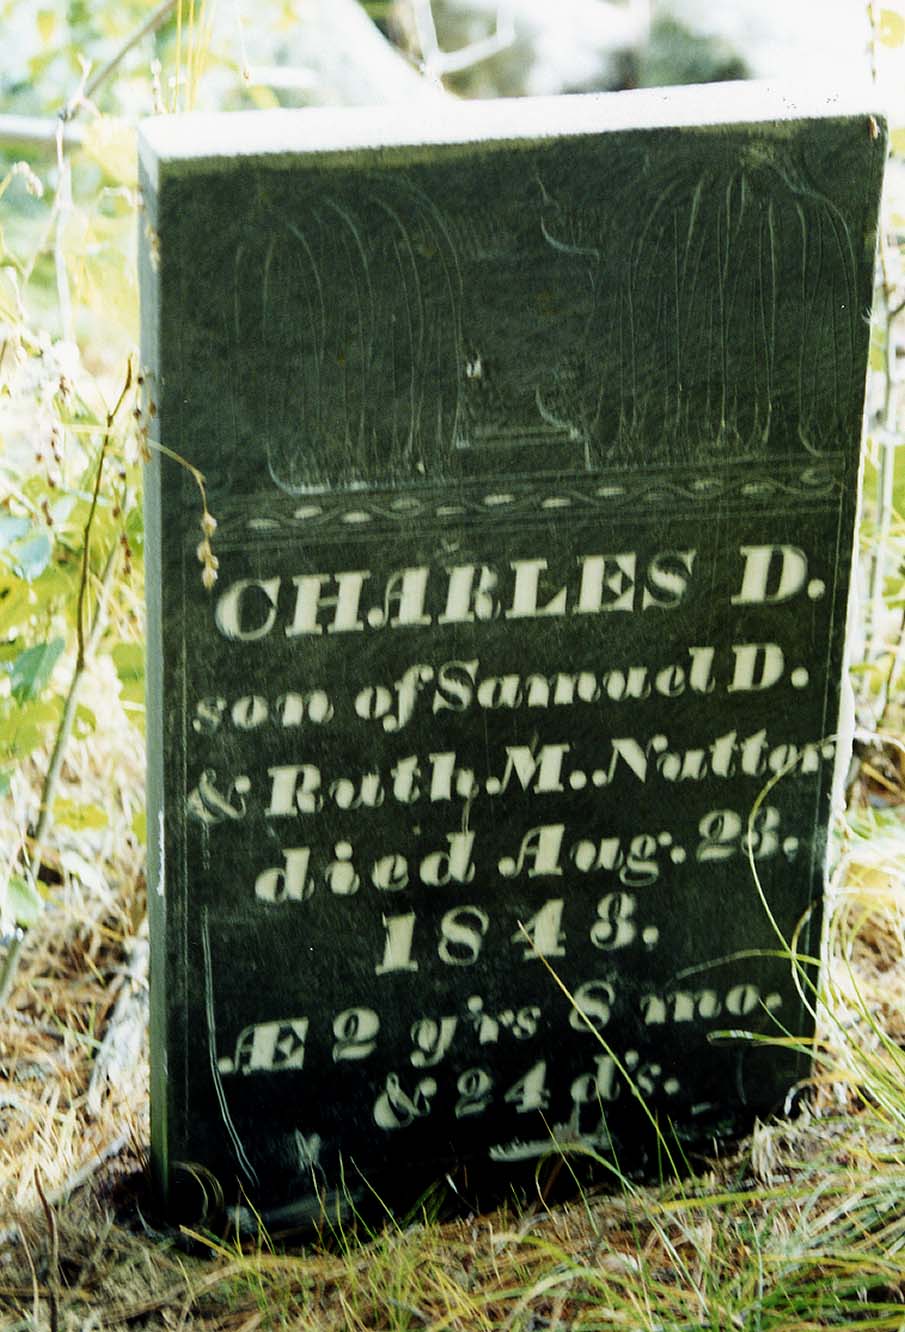 CHARLES D.
son of Samuel D.
& Ruth M. Nutter
died Aug. 23.
1843.
Æ 2 y'rs 8 mo.
& 24 d's.